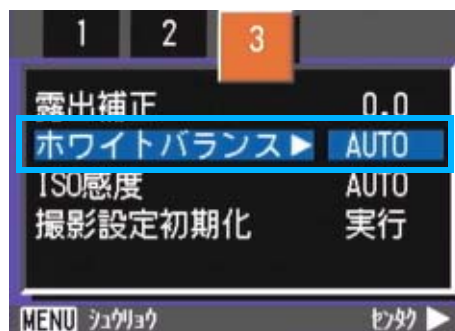 1 2 3
露出補正 0.0
ホワイトバランス▶ AUTO
ISO感度 AUTO
撮影設定初期化 実行
MENU ｼｭｳﾘｮｳ ｾﾝﾀｸ ▶